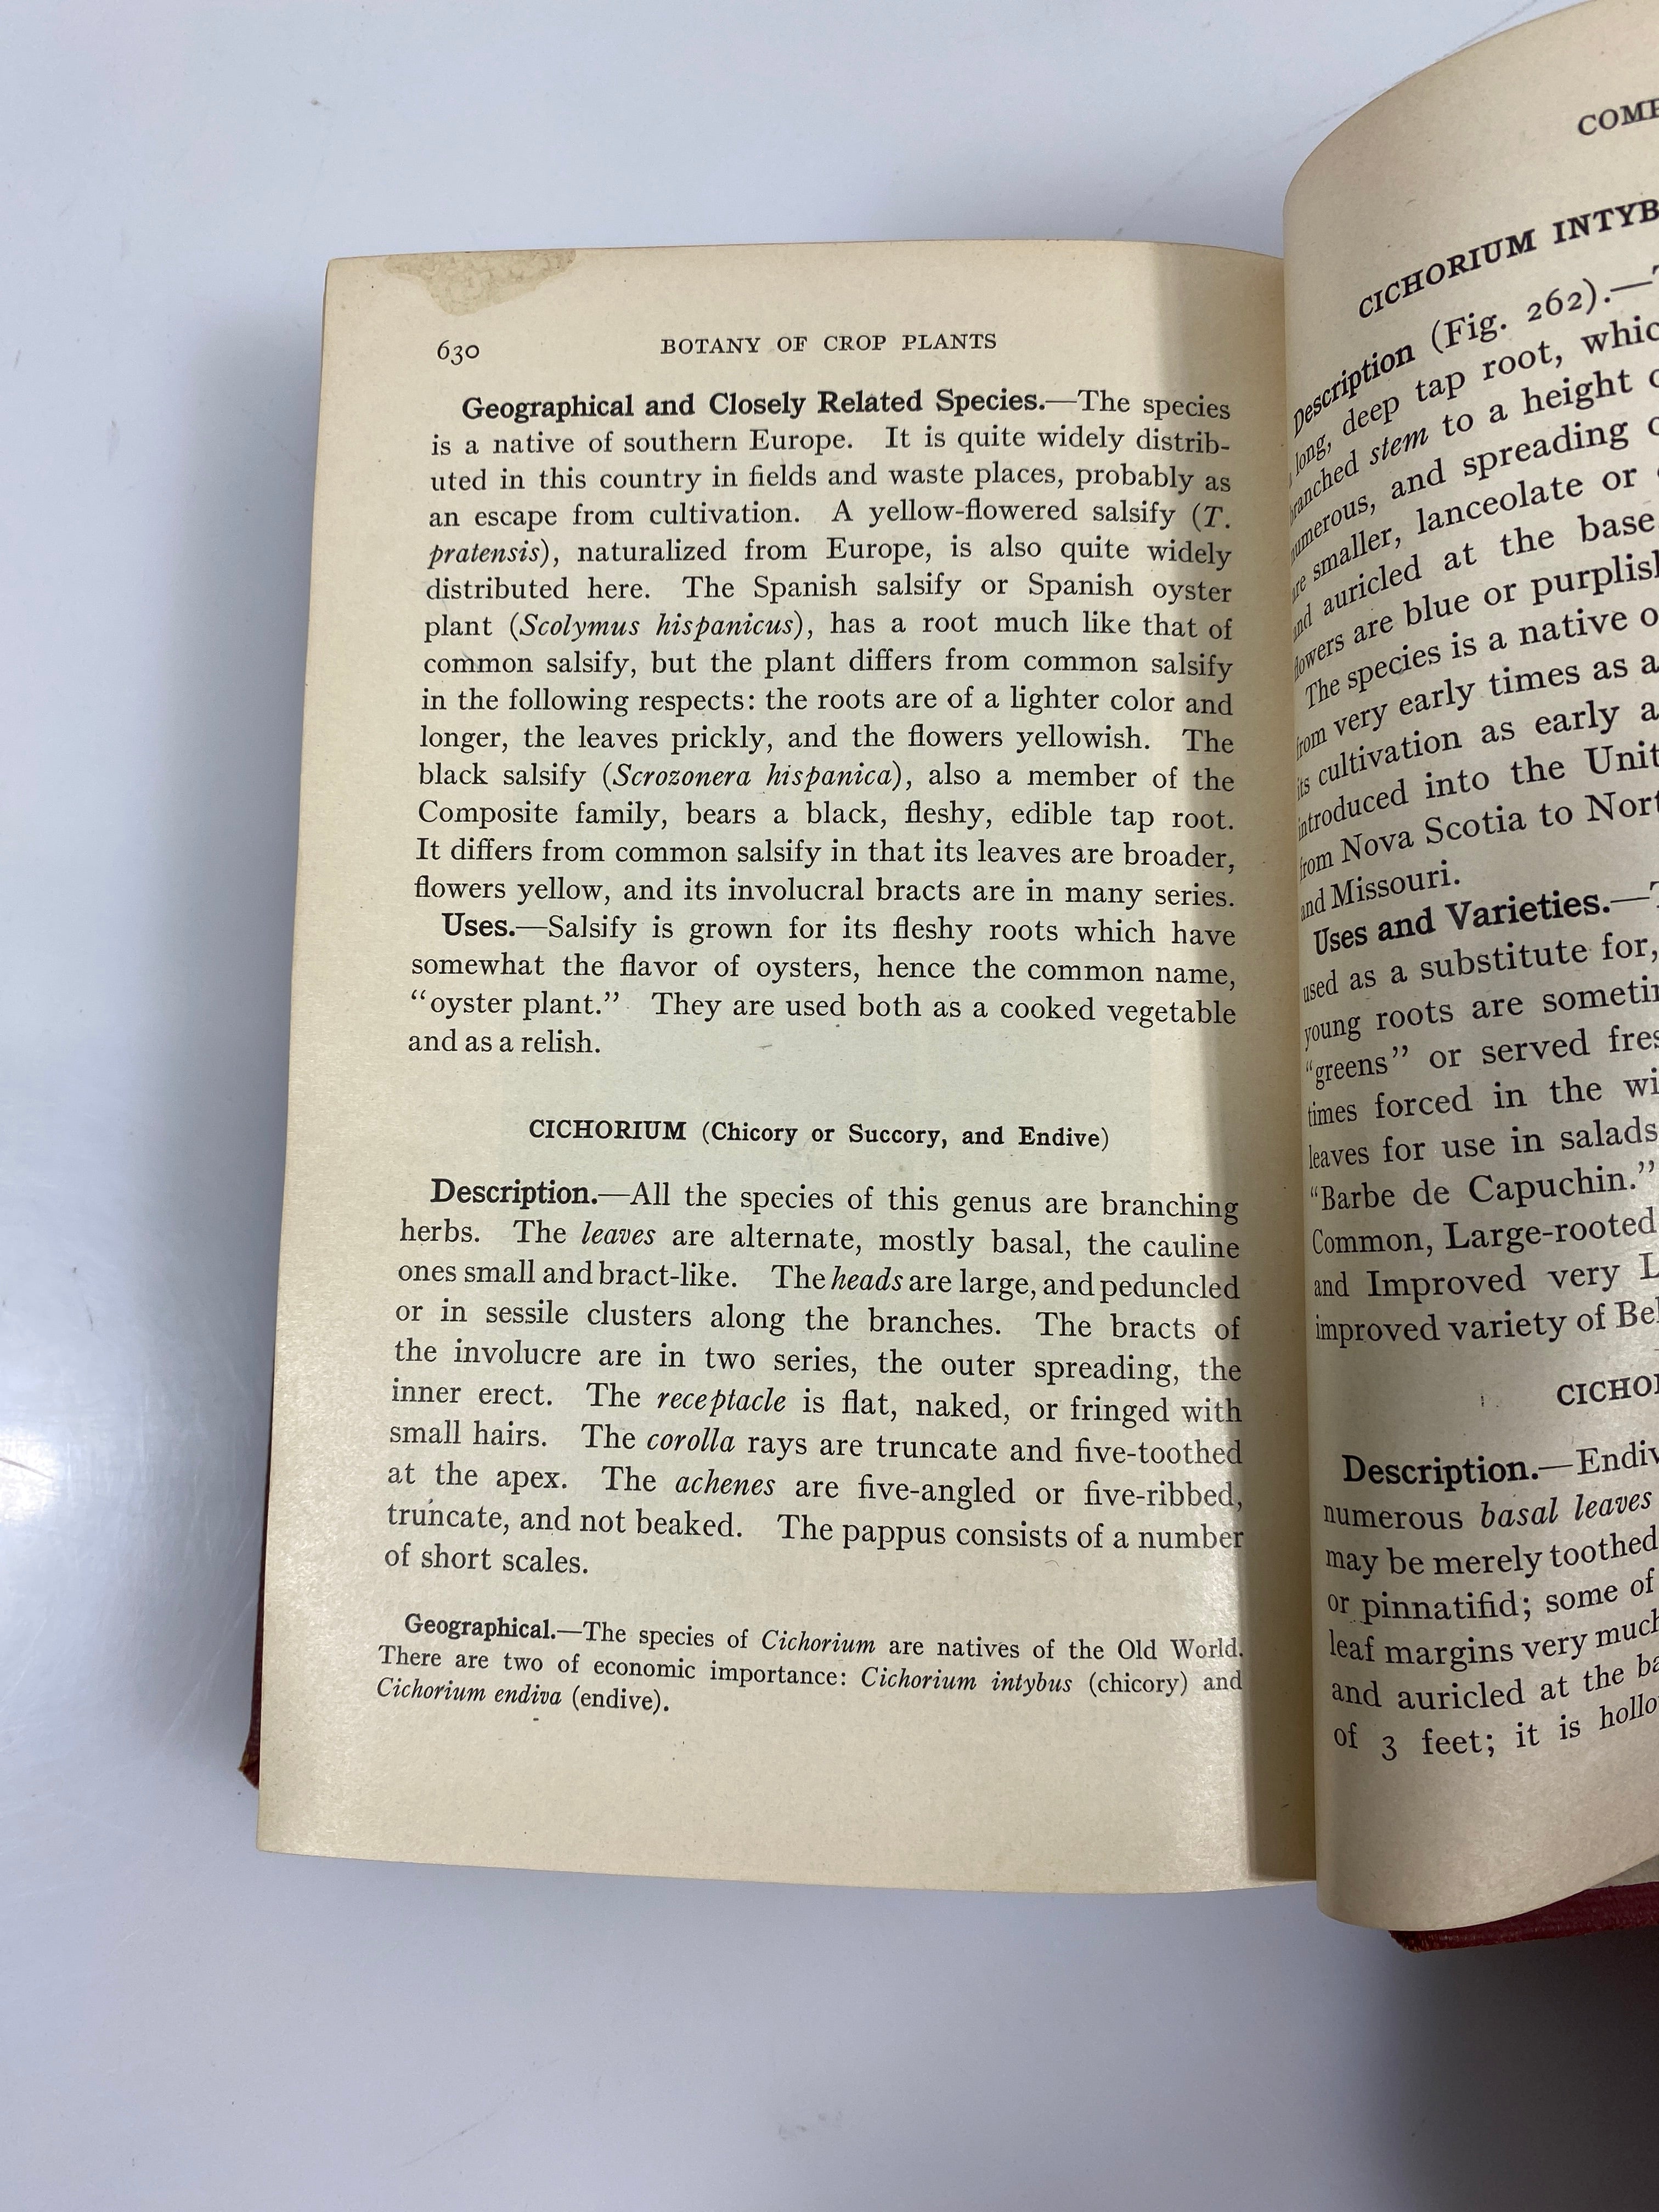 630 BOTANY OF CROP PLANTS
Geographical and Closely Related Species.—The species
is a native of southern Europe. It is quite widely distrib-
uted in this country in fields and waste places, probably as
an escape from cultivation. A yellow-flowered salsify (T.
pratensis), naturalized from Europe, is also quite widely
distributed here. The Spanish salsify or Spanish oyster
plant (Scolymus hispanicus), has a root much like that of
common salsify, but the plant differs from common salsify
in the following respects: the roots are of a lighter color and
longer, the leaves prickly, and the flowers yellowish. The
black salsify (Scrozonera hispanica), also a member of the
Composite family, bears a black, fleshy, edible tap root.
It differs from common salsify in that its leaves are broader,
flowers yellow, and its involucral bracts are in many series.
Uses.—Salsify is grown for its fleshy roots which have
somewhat the flavor of oysters, hence the common name,
“oyster plant.” They are used both as a cooked vegetable
and as a relish.
CICHORIUM (Chicory or Succory, and Endive)
Description.—All the species of this genus are branching
herbs. The leaves are alternate, mostly basal, the cauline
ones small and bract-like. The heads are large, and peduncled
or in sessile clusters along the branches. The bracts of
the involucre are in two series, the outer spreading, the
inner erect. The receptacle is flat, naked, or fringed with
small hairs. The corolla rays are truncate and five-toothed
at the apex. The achenes are five-angled or five-ribbed,
truncate, and not beaked. The pappus consists of a number
of short scales.
Geographical.—The species of Cichorium are natives of the Old World.
There are two of economic importance: Cichorium intybus (chicory) and
Cichorium endiva (endive).
COMP
CICHORIUM INTYB
Description (Fig. 262).—T
long, deep tap root, whic
branched stem to a height
numerous, and spreading
are smaller, lanceolate or
and auricled at the base
flowers are blue or purplish
The species is a native o
from very early times as a
its cultivation as early a
introduced into the Unit
from Nova Scotia to Nort
and Missouri.
Uses and Varieties.—T
used as a substitute for,
young roots are sometim
“greens” or served fres
times forced in the wi
leaves for use in salads
“Barbe de Capuchin.”
Common, Large-rooted
and Improved very L
improved variety of Bel
CICHOR
Description.—Endiv
numerous basal leaves
may be merely toothed
or pinnatifid; some of
leaf margins very much
and auricled at the ba
of 3 feet; it is hollo